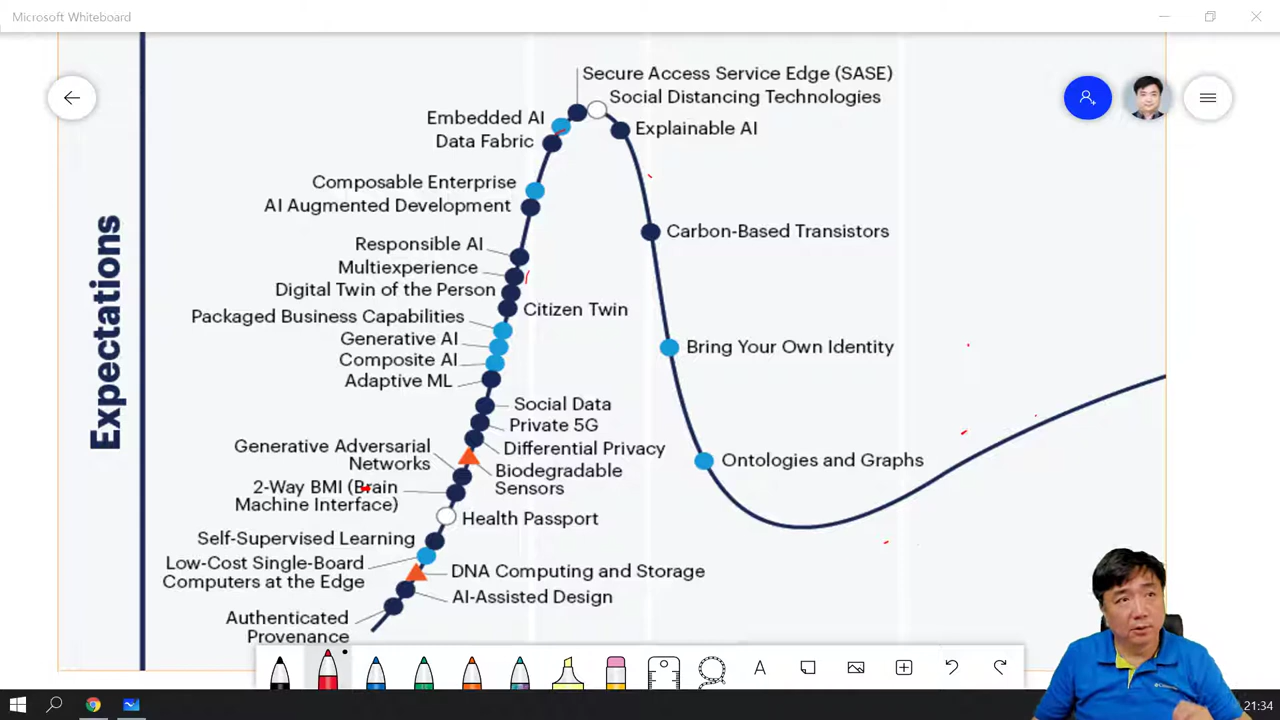 Microsoft Whiteboard
Expectations
Secure Access Service Edge (SASE)
Social Distancing Technologies
Embedded AI
Explainable AI
Data Fabric
Composable Enterprise
AI Augmented Development
Carbon-Based Transistors
Responsible AI
Multiexperience
Digital Twin of the Person
Citizen Twin
Packaged Business Capabilities
Generative AI
Bring Your Own Identity
Composite AI
Adaptive ML
Social Data
Private 5G
Generative Adversarial
Networks
Differential Privacy
Ontologies and Graphs
Biodegradable
Sensors
2-Way BMI (Brain
Machine Interface)
Health Passport
Self-Supervised Learning
Low-Cost Single-Board
Computers at the Edge
DNA Computing and Storage
AI-Assisted Design
Authenticated
Provenance
A
21:34